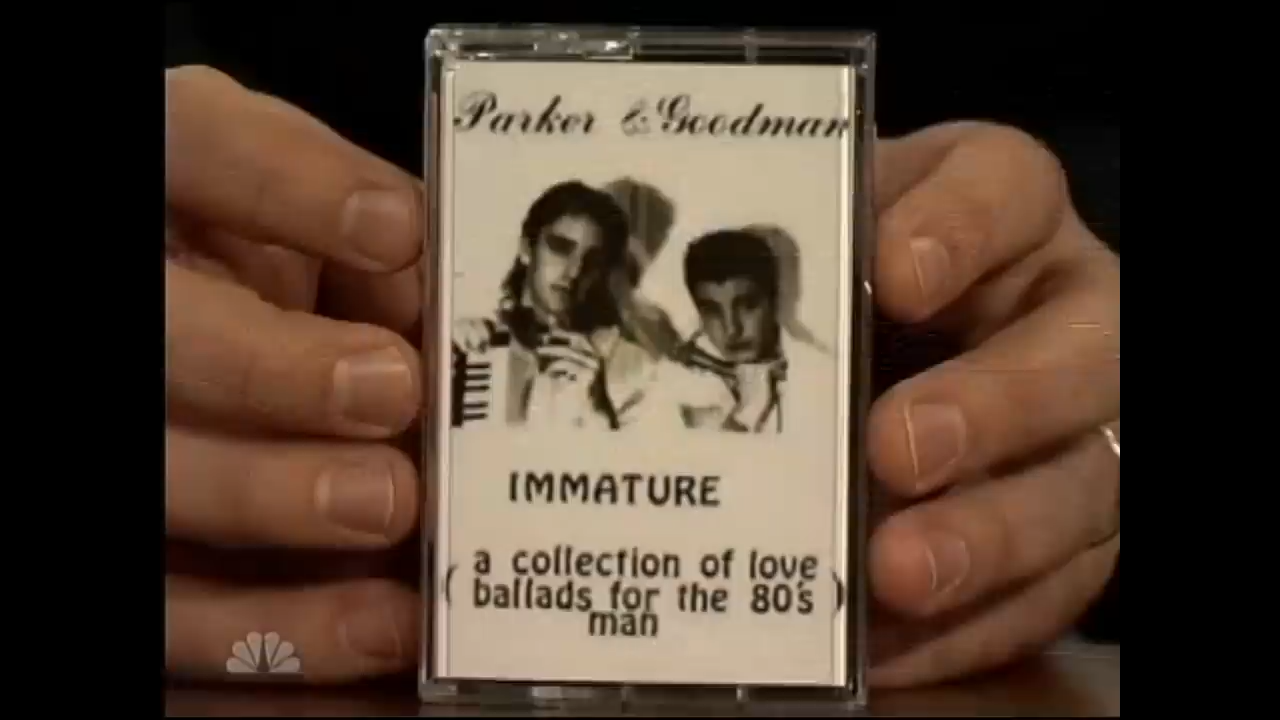 Parker & Goodman
IMMATURE
( a collection of love
ballads for the 80's )
man